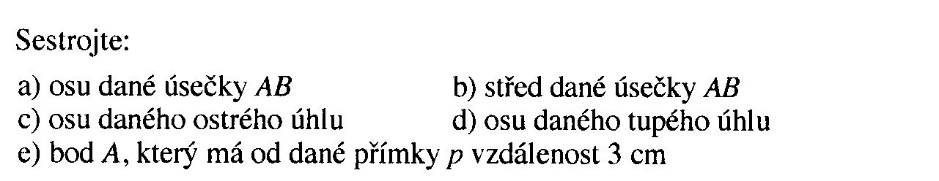 Sestrojte:
a) osu dané úsečky AB b) střed dané úsečky AB
c) osu daného ostrého úhlu d) osu daného tupého úhlu
e) bod A, který má od dané přímky p vzdálenost 3 cm